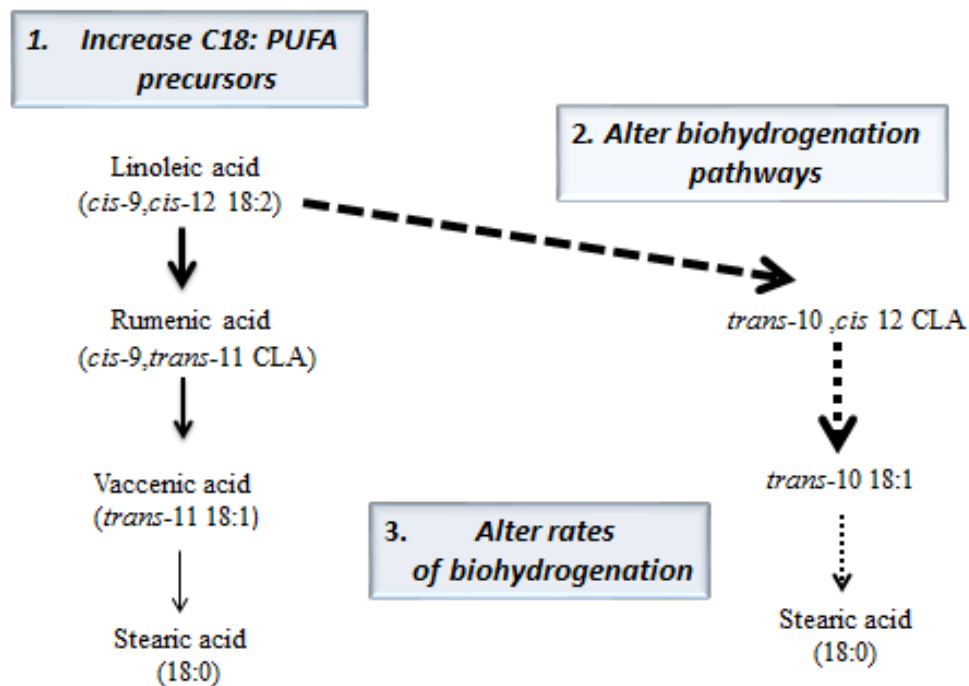 1. Increase C18: PUFA
precursors
2. Alter biohydrogenation
pathways
Linoleic acid
(cis-9,cis-12 18:2)
Rumenic acid
(cis-9,trans-11 CLA)
trans-10 ,cis 12 CLA
Vaccenic acid
(trans-11 18:1)
trans-10 18:1
3. Alter rates
of biohydrogenation
Stearic acid
(18:0)
Stearic acid
(18:0)